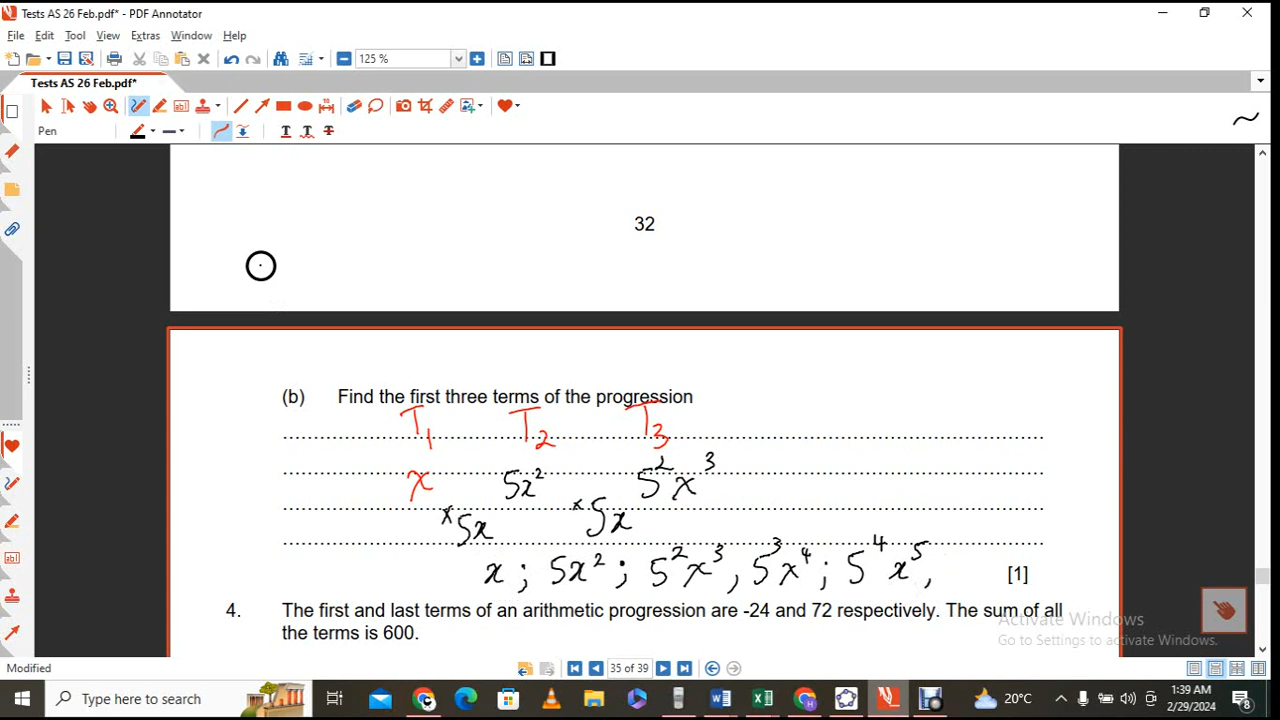 Tests AS 26 Feb.pdf* - PDF Annotator
File Edit Tool View Extras Window Help
125 %
Tests AS 26 Feb.pdf*
Pen
32
(b) Find the first three terms of the progression
T₁ T₂ T₃
x 5x² 5²x³
×5x ×5x
x ; 5x² ; 5²x³ , 5³x⁴ ; 5⁴x⁵ ,
[1]
4. The first and last terms of an arithmetic progression are -24 and 72 respectively. The sum of all
the terms is 600.
Activate Windows
Go to Settings to activate Windows.
Modified
35 of 39
Type here to search
20°C
1:39 AM
2/29/2024
8